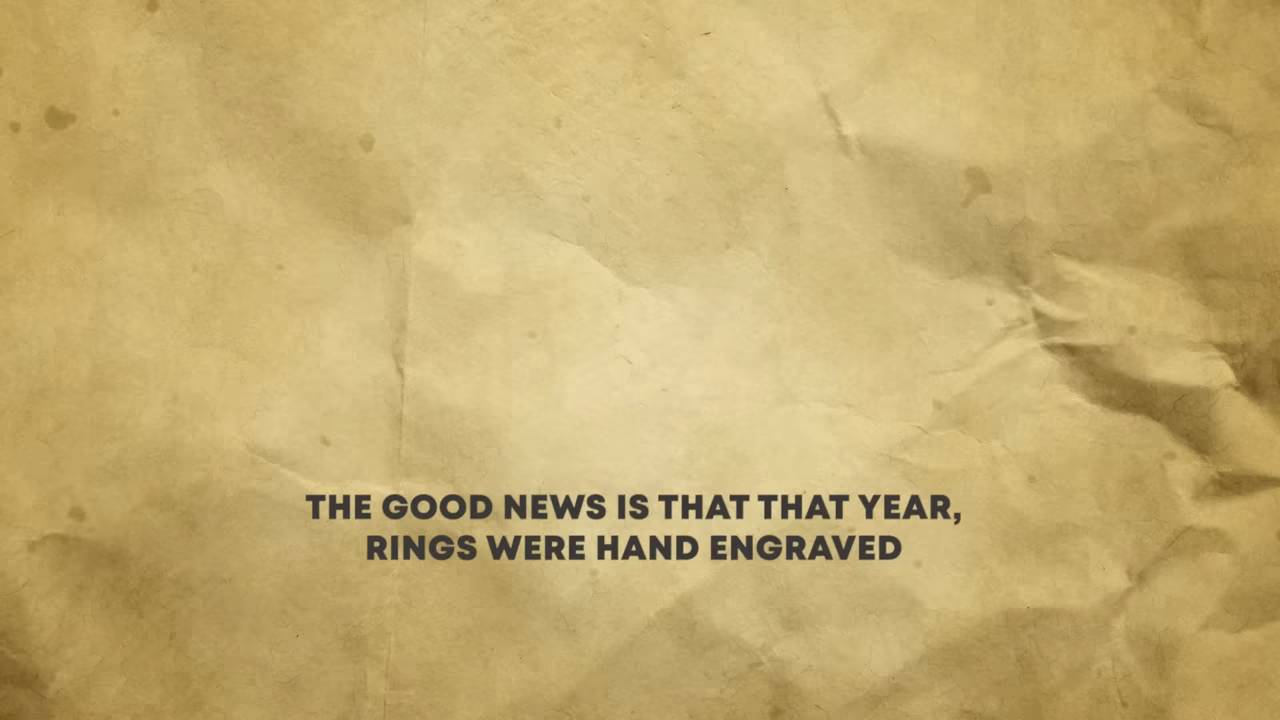 THE GOOD NEWS IS THAT THAT YEAR,
RINGS WERE HAND ENGRAVED